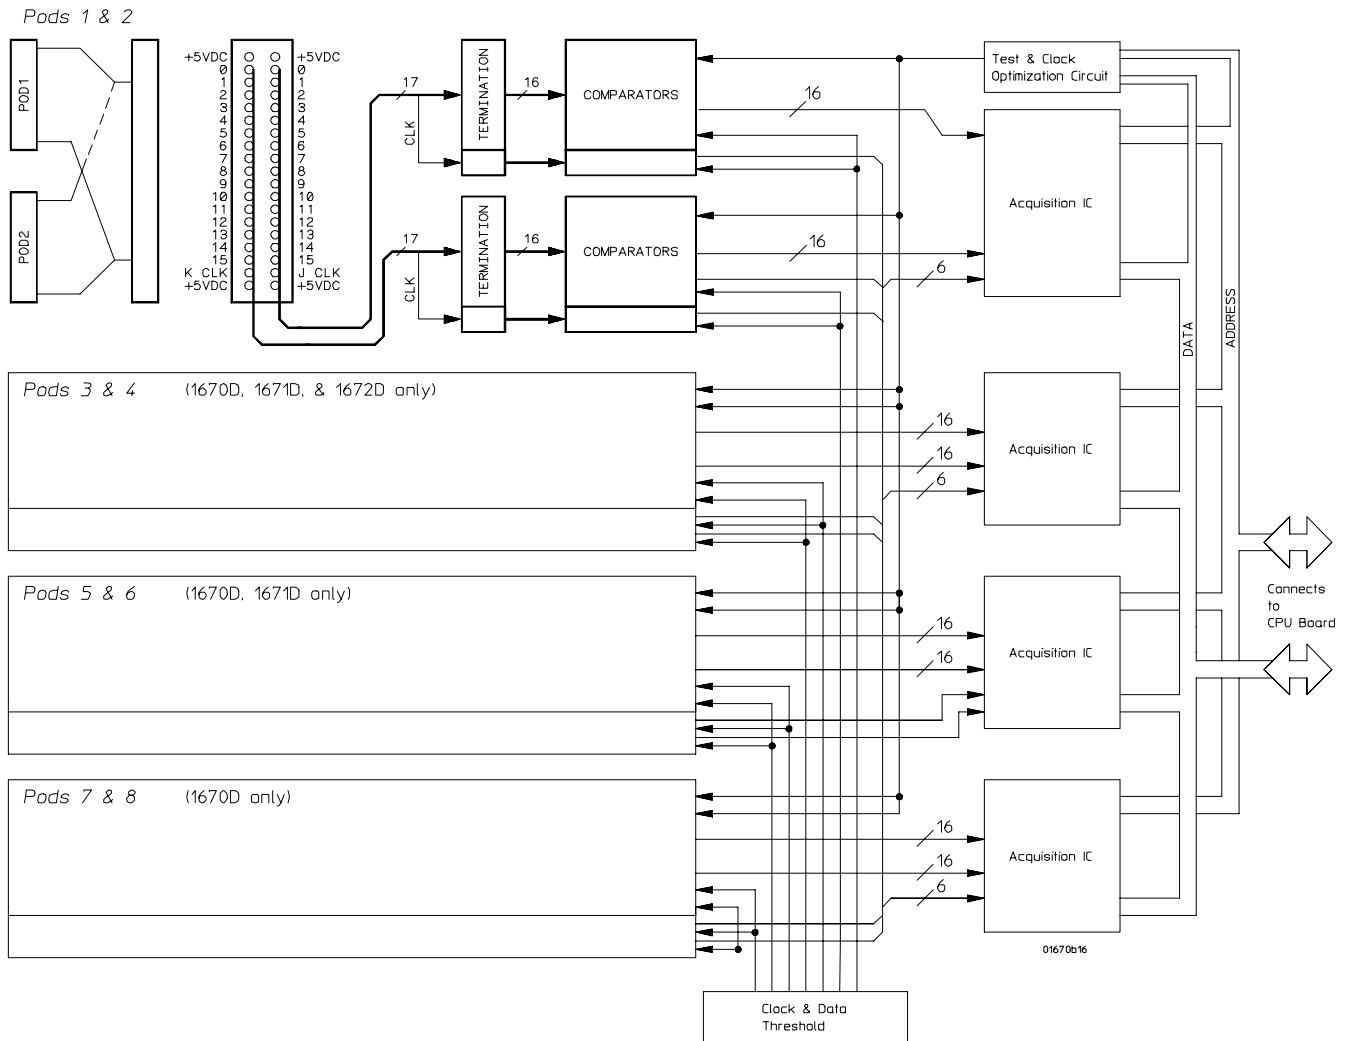 Pods 1 & 2
POD1
POD2
+5VDC +5VDC
0 0
1 1
2 2
3 3
4 4
5 5
6 6
7 7
8 8
9 9
10 10
11 11
12 12
13 13
14 14
15 15
K CLK J CLK
+5VDC +5VDC
17
CLK
TERMINATION
16
COMPARATORS
16
17
CLK
TERMINATION
16
COMPARATORS
16
6
Test & Clock
Optimization Circuit
Acquisition IC
DATA
ADDRESS
Pods 3 & 4 (1670D, 1671D, & 1672D only)
16
16
6
Acquisition IC
Pods 5 & 6 (1670D, 1671D only)
16
16
Acquisition IC
Connects
to
CPU Board
Pods 7 & 8 (1670D only)
16
16
6
Acquisition IC
01670b16
Clock & Data
Threshold